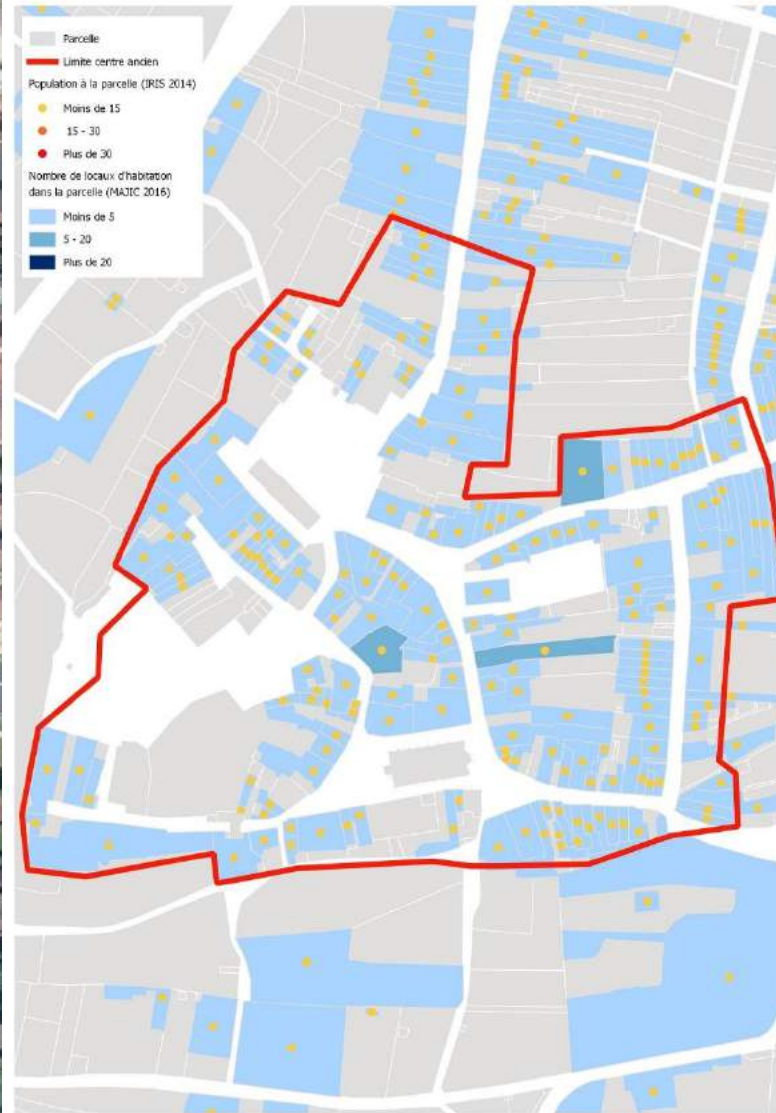 Parcelle
Limite centre ancien
Population à la parcelle (IRIS 2014)
Moins de 15
15 - 30
Plus de 30
Nombre de locaux d'habitation
dans la parcelle (MAJIC 2016)
Moins de 5
5 - 20
Plus de 20